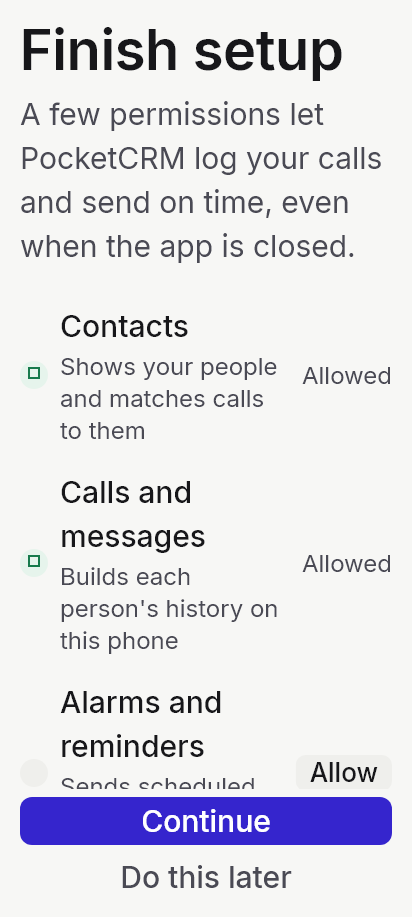 Finish setup
A few permissions let
PocketCRM log your calls
and send on time, even
when the app is closed.
Contacts
Shows your people
and matches calls
to them
Allowed
Calls and
messages
Builds each
person's history on
this phone
Allowed
Alarms and
reminders
Sends scheduled
Allow
Continue
Do this later